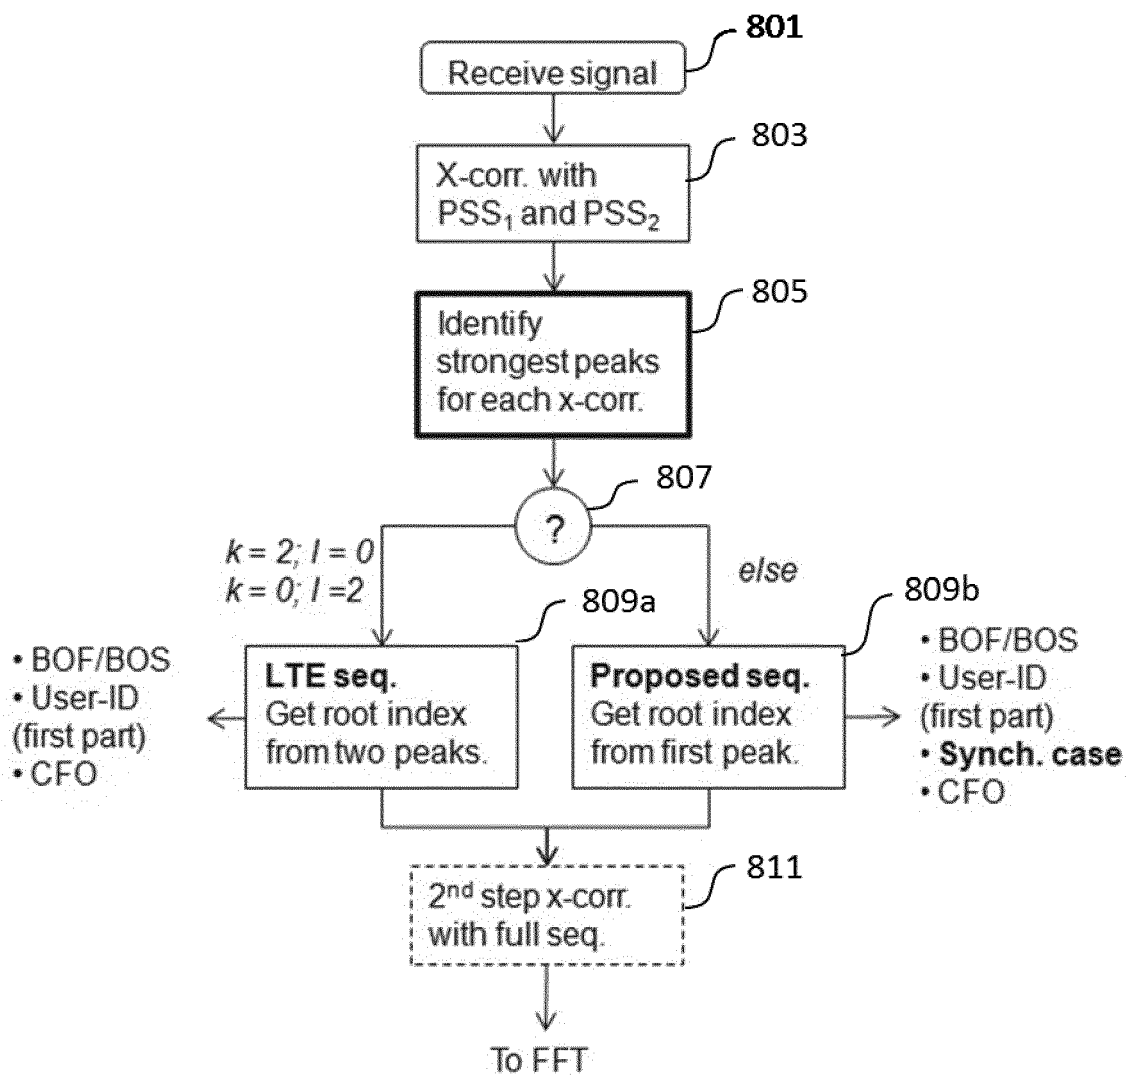 801
Receive signal
803
X-corr. with
PSS1 and PSS2
805
Identify
strongest peaks
for each x-corr.
807
?
k = 2; l = 0
k = 0; l =2
else
809a
809b
• BOF/BOS
• User-ID
(first part)
• CFO
LTE seq.
Get root index
from two peaks.
Proposed seq.
Get root index
from first peak.
• BOF/BOS
• User-ID
(first part)
• Synch. case
• CFO
811
2nd step x-corr.
with full seq.
To FFT